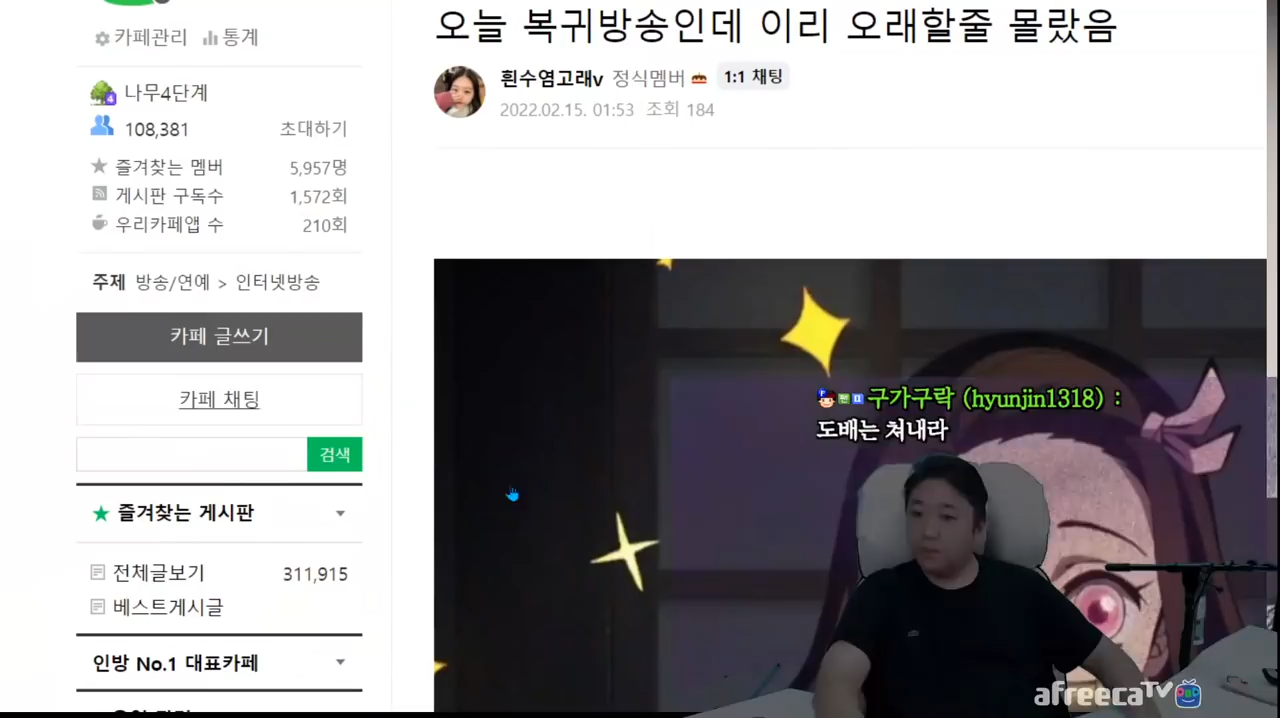 카페관리 통계
나무4단계
108,381 초대하기
즐겨찾는 멤버 5,957명
게시판 구독수 1,572회
우리카페앱 수 210회
주제 방송/연예 > 인터넷방송
카페 글쓰기
카페 채팅
검색
즐겨찾는 게시판
전체글보기 311,915
베스트게시글
인방 No.1 대표카페
오늘 복귀방송인데 이리 오래할줄 몰랐음
흰수염고래v 정식멤버 1:1 채팅
2022.02.15. 01:53 조회 184
구가구락 (hyunjin1318) :
도배는 쳐내라
afreecaTV